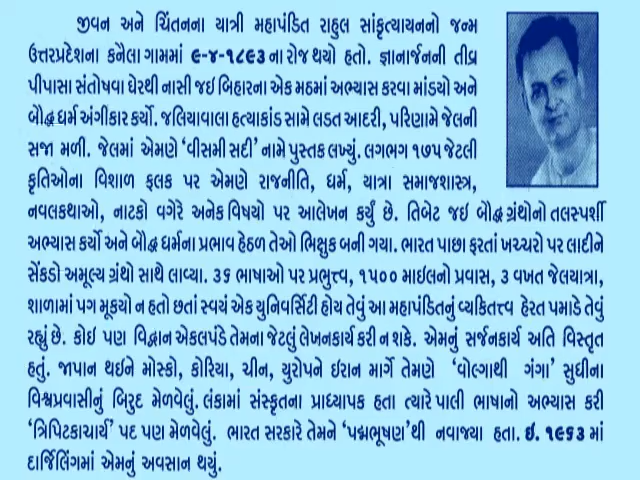 જીવન અને ચિંતનના યાત્રી મહાપંડિત રાહુલ સાંકૃત્યાયનનો જન્મ
ઉત્તરપ્રદેશના કનૈલા ગામમાં ૯-૪-૧૮૯૩ ના રોજ થયો હતો. જ્ઞાનાર્જનની તીવ્ર
પીપાસા સંતોષવા ઘેરથી નાસી જઇ બિહારના એક મઠમાં અભ્યાસ કરવા માંડયો અને
બૌદ્ધ ધર્મ અંગીકાર કર્યો. જલિયાવાલા હત્યાકાંડ સામે લડત આદરી, પરિણામે જેલની
સજા મળી. જેલમાં એમણે ‘વીસમી સદી’ નામે પુસ્તક લખ્યું. લગભગ ૧૭૫ જેટલી
કૃતિઓના વિશાળ ફલક પર એમણે રાજનીતિ, ધર્મ, યાત્રા સમાજશાસ્ત્ર,
નવલકથાઓ, નાટકો વગેરે અનેક વિષયો પર આલેખન કર્યું છે. તિબેટ જઇ બૌદ્ધ ગ્રંથોનો તલસ્પર્શી
અભ્યાસ કર્યો અને બૌદ્ધ ધર્મના પ્રભાવ હેઠળ તેઓ ભિક્ષુક બની ગયા. ભારત પાછા ફરતાં ખચ્ચરો પર લાદીને
સેંકડો અમૂલ્ય ગ્રંથો સાથે લાવ્યા. ૩૬ ભાષાઓ પર પ્રભુત્ત્વ, ૧૫૦૦ માઇલનો પ્રવાસ, ૩ વખત જેલયાત્રા,
શાળામાં પગ મૂકયો ન હતો છતાં સ્વયં એક યુનિવર્સિટી હોય તેવું આ મહાપંડિતનું વ્યકિતત્ત્વ હેરત પમાડે તેવું
રહ્યું છે. કોઇ પણ વિદ્વાન એકલપંડે તેમના જેટલું લેખનકાર્ય કરી ન શકે. એમનું સર્જનકાર્ય અતિ વિસ્તૃત
હતું. જાપાન થઇને મોસ્કો, કોરિયા, ચીન, યુરોપને ઇરાન માર્ગે તેમણે ‘વોલ્ગાથી ગંગા’ સુધીના
વિશ્વપ્રવાસીનું બિરુદ મેળવેલું. લંકામાં સંસ્કૃતના પ્રાધ્યાપક હતા ત્યારે પાલી ભાષાનો અભ્યાસ કરી
‘ત્રિપિટકાચાર્ય’ પદ પણ મેળવેલું. ભારત સરકારે તેમને ‘પદ્મભૂષણ’થી નવાજ્યા હતા. ઇ. ૧૯૬૩ માં
દાર્જિલિંગમાં એમનું અવસાન થયું.